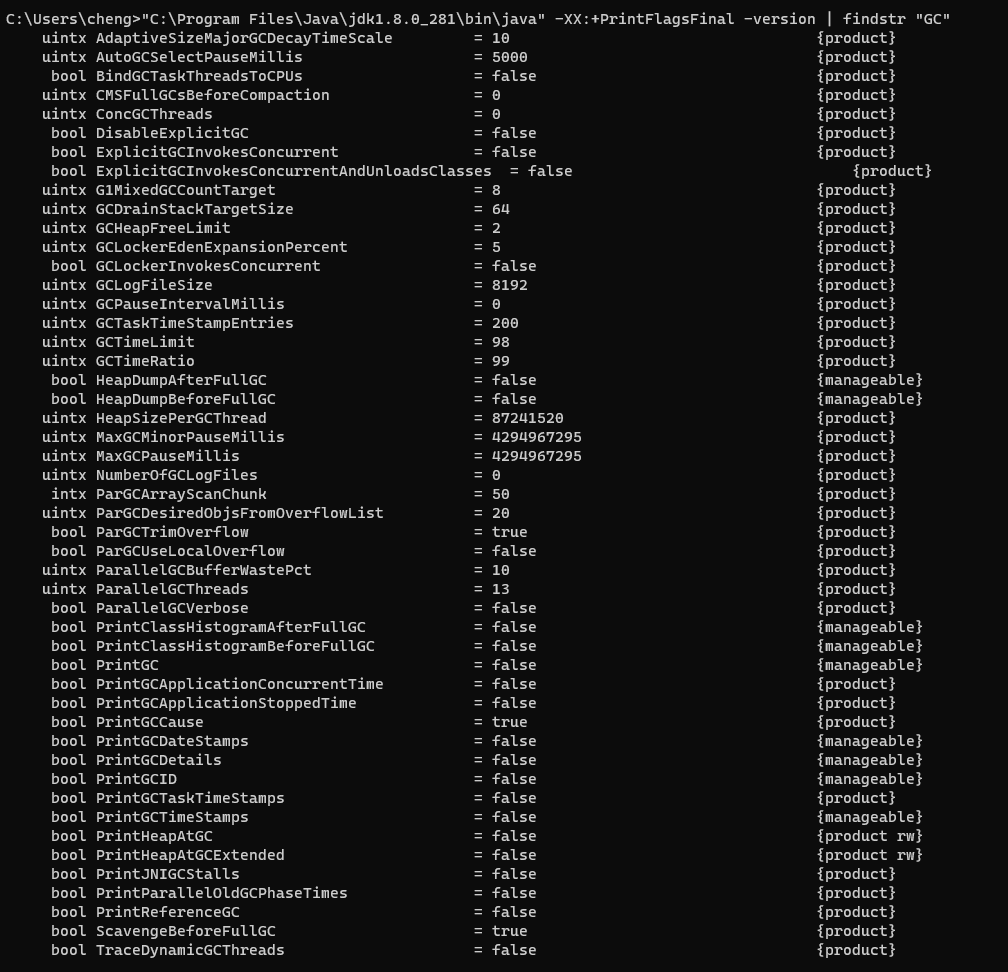 C:\Users\cheng>"C:\Program Files\Java\jdk1.8.0_281\bin\java" -XX:+PrintFlagsFinal -version | findstr "GC"
    uintx AdaptiveSizeMajorGCDecayTimeScale         = 10                                  {product}
    uintx AutoGCSelectPauseMillis                   = 5000                                {product}
     bool BindGCTaskThreadsToCPUs                   = false                               {product}
    uintx CMSFullGCsBeforeCompaction                = 0                                   {product}
    uintx ConcGCThreads                             = 0                                   {product}
     bool DisableExplicitGC                         = false                               {product}
     bool ExplicitGCInvokesConcurrent               = false                               {product}
     bool ExplicitGCInvokesConcurrentAndUnloadsClasses  = false                               {product}
    uintx G1MixedGCCountTarget                      = 8                                   {product}
    uintx GCDrainStackTargetSize                    = 64                                  {product}
    uintx GCHeapFreeLimit                           = 2                                   {product}
    uintx GCLockerEdenExpansionPercent              = 5                                   {product}
     bool GCLockerInvokesConcurrent                 = false                               {product}
    uintx GCLogFileSize                             = 8192                                {product}
    uintx GCPauseIntervalMillis                     = 0                                   {product}
    uintx GCTaskTimeStampEntries                    = 200                                 {product}
    uintx GCTimeLimit                               = 98                                  {product}
    uintx GCTimeRatio                               = 99                                  {product}
     bool HeapDumpAfterFullGC                       = false                               {manageable}
     bool HeapDumpBeforeFullGC                      = false                               {manageable}
    uintx HeapSizePerGCThread                       = 87241520                            {product}
    uintx MaxGCMinorPauseMillis                     = 4294967295                          {product}
    uintx MaxGCPauseMillis                          = 4294967295                          {product}
    uintx NumberOfGCLogFiles                        = 0                                   {product}
     intx ParGCArrayScanChunk                       = 50                                  {product}
    uintx ParGCDesiredObjsFromOverflowList          = 20                                  {product}
     bool ParGCTrimOverflow                         = true                                {product}
     bool ParGCUseLocalOverflow                     = false                               {product}
    uintx ParallelGCBufferWastePct                  = 10                                  {product}
    uintx ParallelGCThreads                         = 13                                  {product}
     bool ParallelGCVerbose                         = false                               {product}
     bool PrintClassHistogramAfterFullGC            = false                               {manageable}
     bool PrintClassHistogramBeforeFullGC           = false                               {manageable}
     bool PrintGC                                   = false                               {manageable}
     bool PrintGCApplicationConcurrentTime          = false                               {product}
     bool PrintGCApplicationStoppedTime             = false                               {product}
     bool PrintGCCause                              = true                                {product}
     bool PrintGCDateStamps                         = false                               {manageable}
     bool PrintGCDetails                            = false                               {manageable}
     bool PrintGCID                                 = false                               {manageable}
     bool PrintGCTaskTimeStamps                     = false                               {product}
     bool PrintGCTimeStamps                         = false                               {manageable}
     bool PrintHeapAtGC                             = false                               {product rw}
     bool PrintHeapAtGCExtended                     = false                               {product rw}
     bool PrintJNIGCStalls                          = false                               {product}
     bool PrintParallelOldGCPhaseTimes              = false                               {product}
     bool PrintReferenceGC                          = false                               {product}
     bool ScavengeBeforeFullGC                      = true                                {product}
     bool TraceDynamicGCThreads                     = false                               {product}